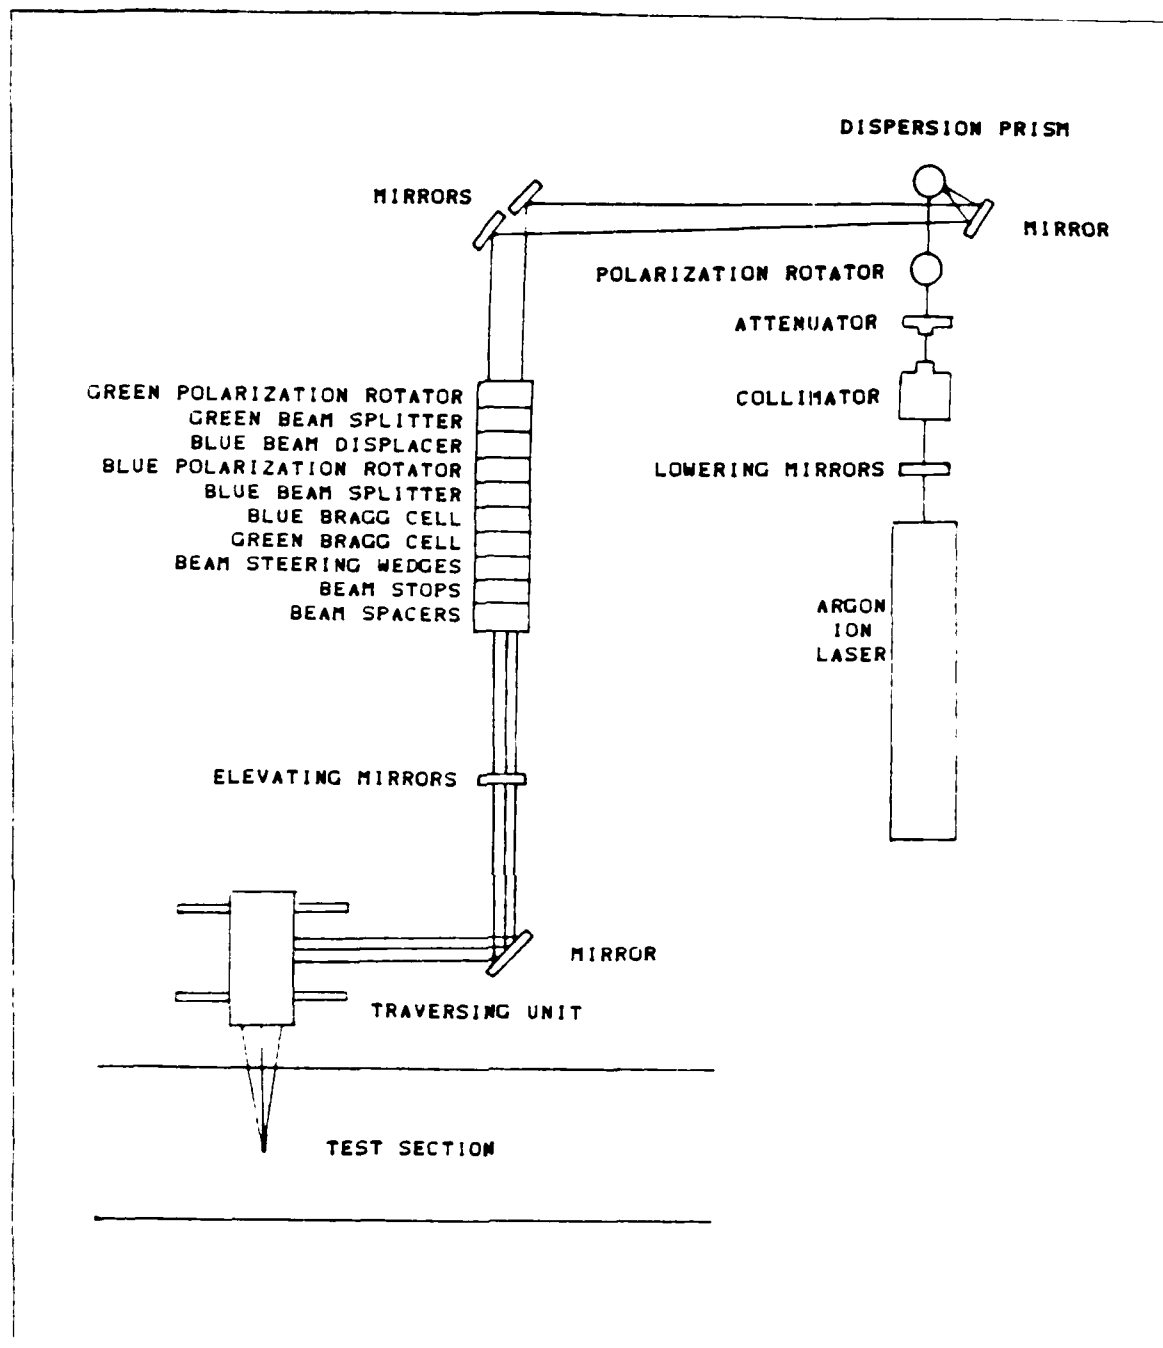 DISPERSION PRISM
MIRRORS
MIRROR
POLARIZATION ROTATOR
ATTENUATOR
COLLIMATOR
LOWERING MIRRORS
GREEN POLARIZATION ROTATOR
GREEN BEAM SPLITTER
BLUE BEAM DISPLACER
BLUE POLARIZATION ROTATOR
BLUE BEAM SPLITTER
BLUE BRAGG CELL
GREEN BRAGG CELL
BEAM STEERING WEDGES
BEAM STOPS
BEAM SPACERS
ARGON
ION
LASER
ELEVATING MIRRORS
MIRROR
TRAVERSING UNIT
TEST SECTION